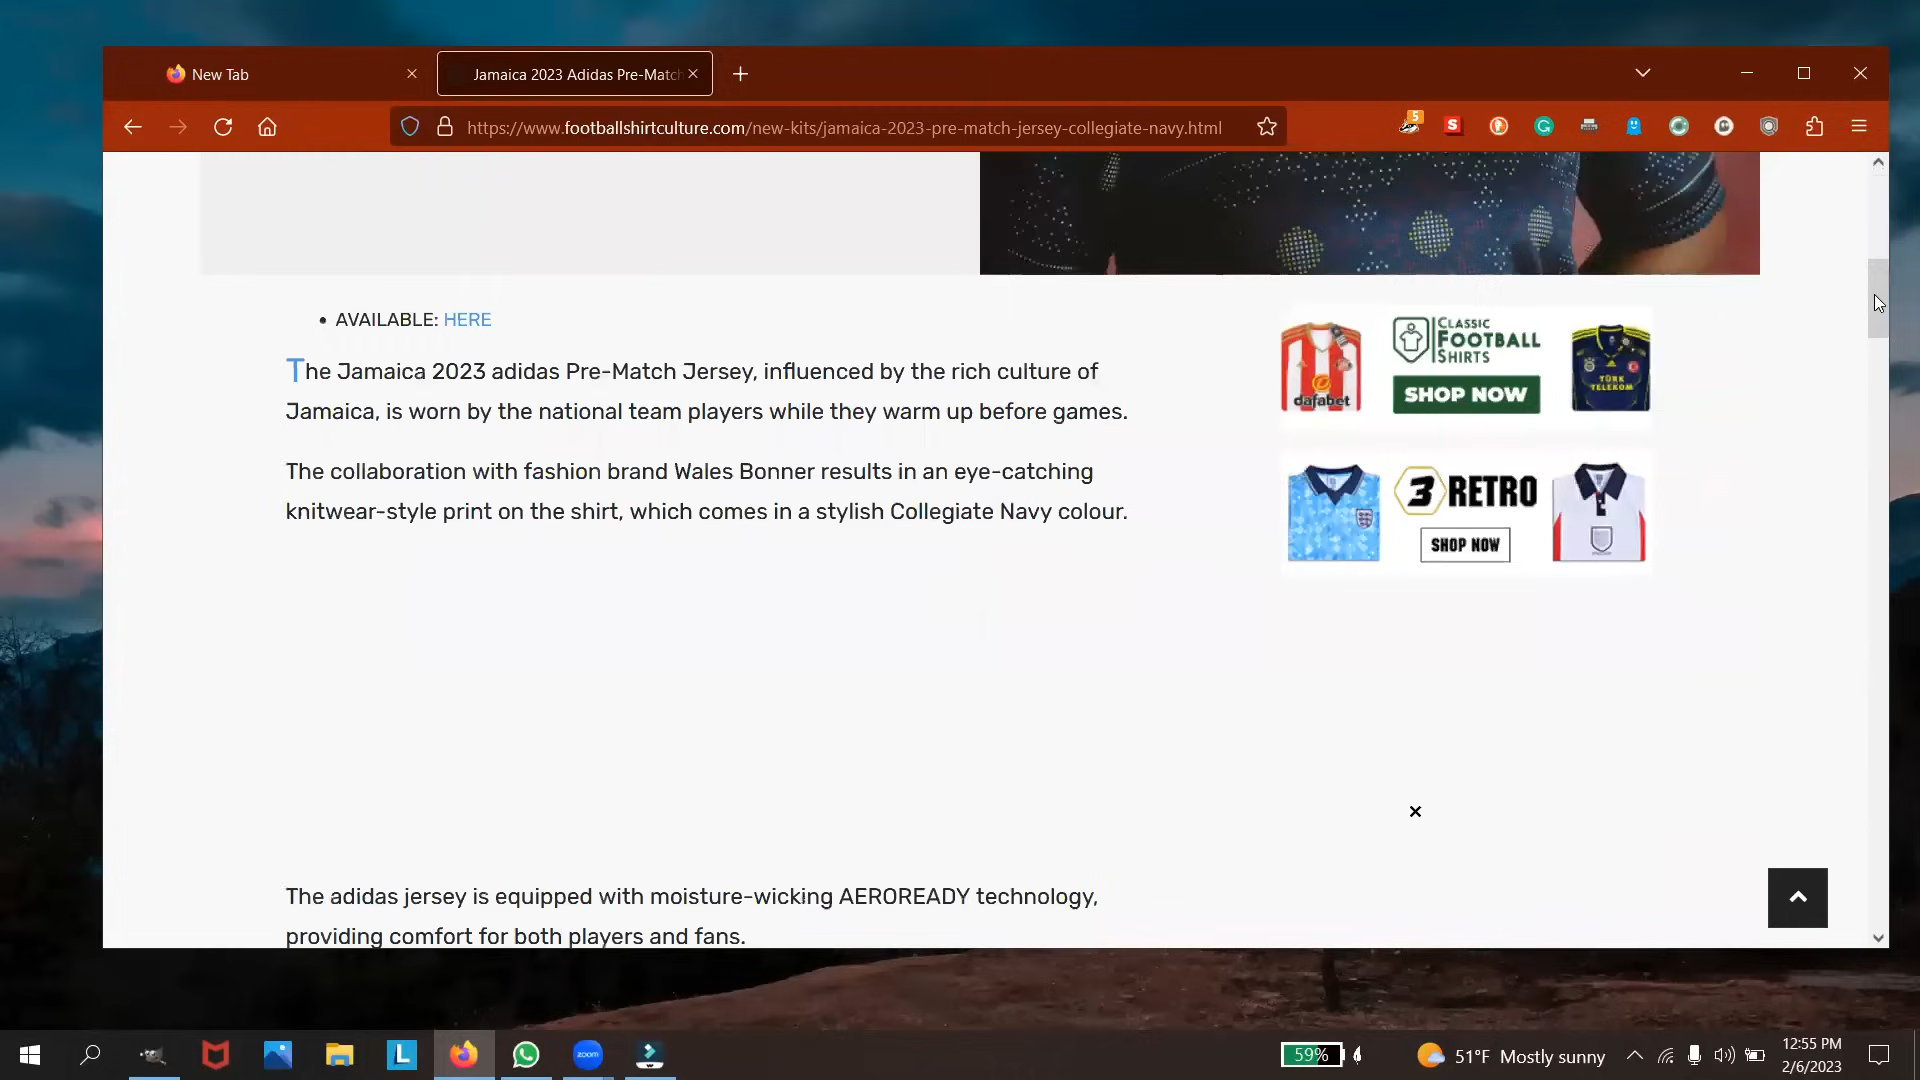 New Tab
Jamaica 2023 Adidas Pre-Matc
https://www.footballshirtculture.com/new-kits/jamaica-2023-pre-match-jersey-collegiate-navy.html
5
S
G
AVAILABLE: HERE
The Jamaica 2023 adidas Pre-Match Jersey, influenced by the rich culture of
Jamaica, is worn by the national team players while they warm up before games.
The collaboration with fashion brand Wales Bonner results in an eye-catching
knitwear-style print on the shirt, which comes in a stylish Collegiate Navy colour.
CLASSIC
FOOTBALL
SHIRTS
SHOP NOW
dafabet
TÜRK
TELEKOM
3 RETRO
SHOP NOW
The adidas jersey is equipped with moisture-wicking AEROREADY technology,
providing comfort for both players and fans.
L
zoom
59%
51°F Mostly sunny
12:55 PM
2/6/2023